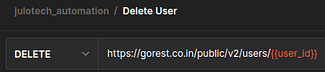 julotech_automation / Delete User
DELETE https://gorest.co.in/public/v2/users/{{user_id}}